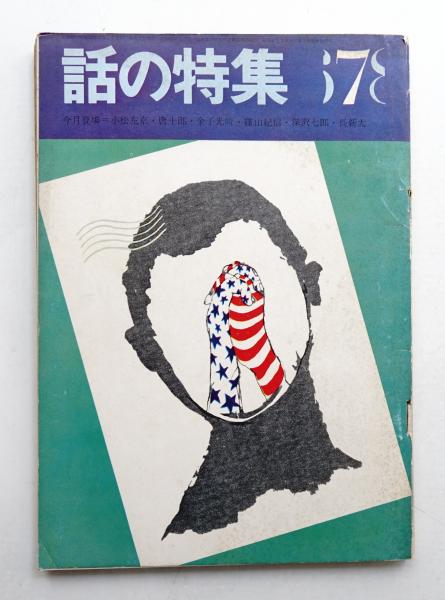 話の特集 7
今月登場=小松左京・唐十郎・金子光晴・篠山紀信・深沢七郎・長新太